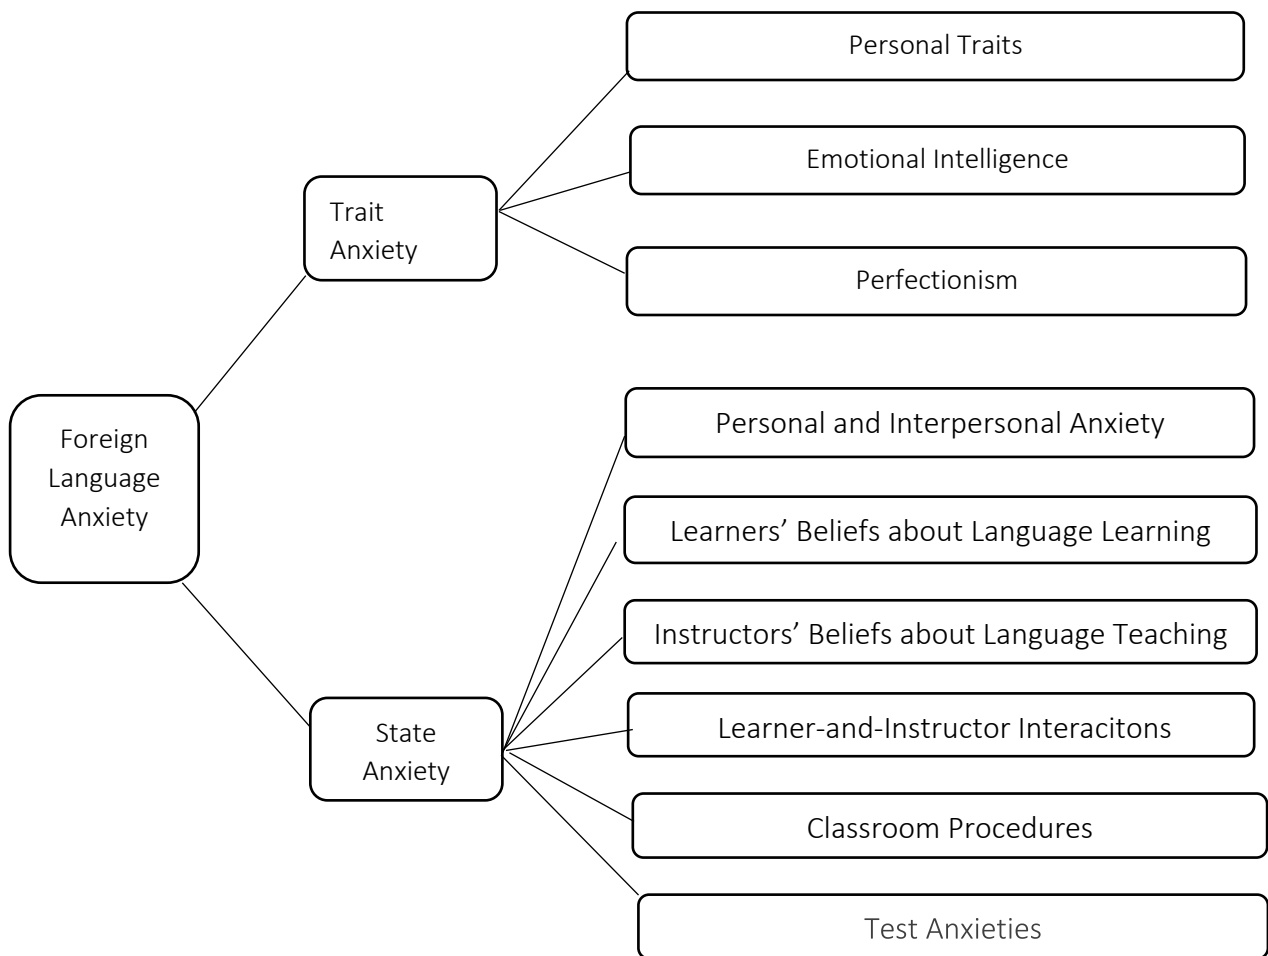 Personal Traits
Emotional Intelligence
Trait
Anxiety
Perfectionism
Foreign
Language
Anxiety
Personal and Interpersonal Anxiety
Learners’ Beliefs about Language Learning
Instructors’ Beliefs about Language Teaching
State
Anxiety
Learner-and-Instructor Interacitons
Classroom Procedures
Test Anxieties